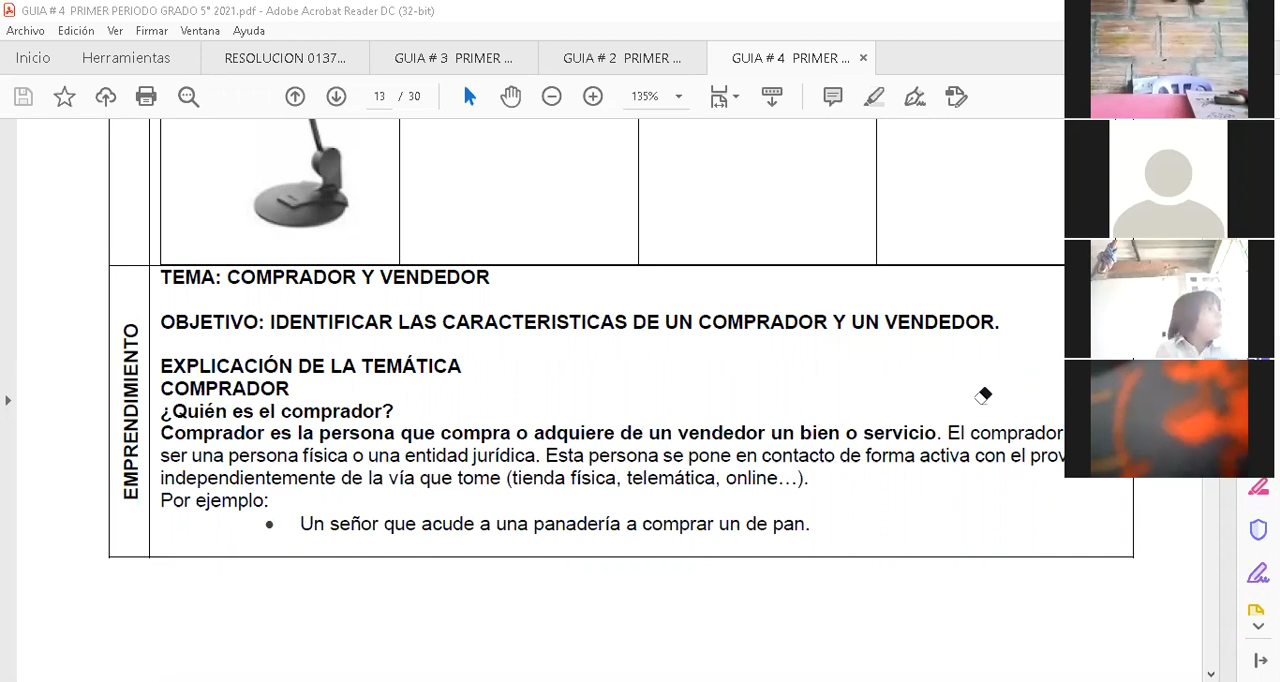 GUIA # 4 PRIMER PERIODO GRADO 5° 2021.pdf - Adobe Acrobat Reader DC (32-bit)
Archivo Edición Ver Firmar Ventana Ayuda
Inicio Herramientas RESOLUCION 0137... GUIA # 3 PRIMER ... GUIA # 2 PRIMER ... GUIA # 4 PRIMER ... ×
13 / 30 135%
EMPRENDIMIENTO
TEMA: COMPRADOR Y VENDEDOR
OBJETIVO: IDENTIFICAR LAS CARACTERISTICAS DE UN COMPRADOR Y UN VENDEDOR.
EXPLICACIÓN DE LA TEMÁTICA
COMPRADOR
¿Quién es el comprador?
Comprador es la persona que compra o adquiere de un vendedor un bien o servicio. El comprador
ser una persona física o una entidad jurídica. Esta persona se pone en contacto de forma activa con el prov
independientemente de la vía que tome (tienda física, telemática, online…).
Por ejemplo:
• Un señor que acude a una panadería a comprar un de pan.